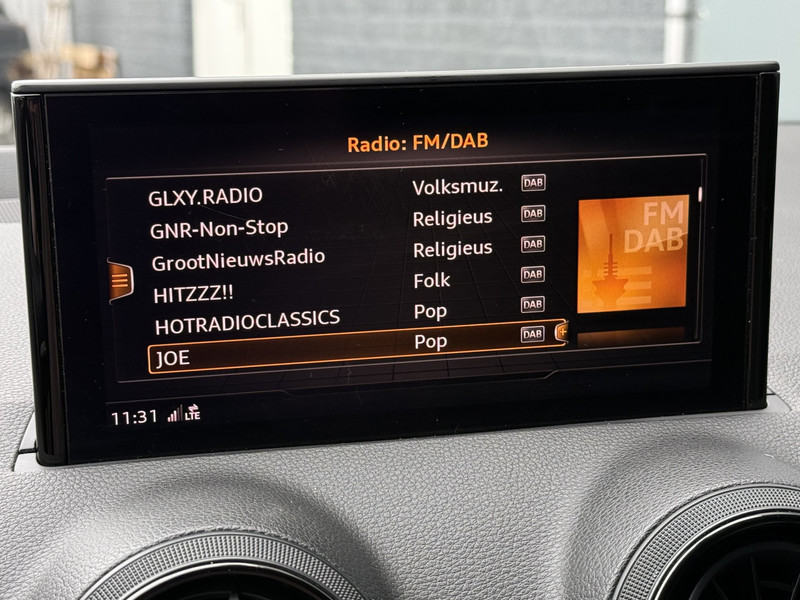 Radio: FM/DAB
GLXY.RADIO Volksmuz. DAB
GNR-Non-Stop Religieus DAB
GrootNieuwsRadio Religieus DAB
HITZZZ!! Folk DAB
HOTRADIOCLASSICS Pop DAB
JOE Pop DAB +
FM
DAB
11:31 LTE